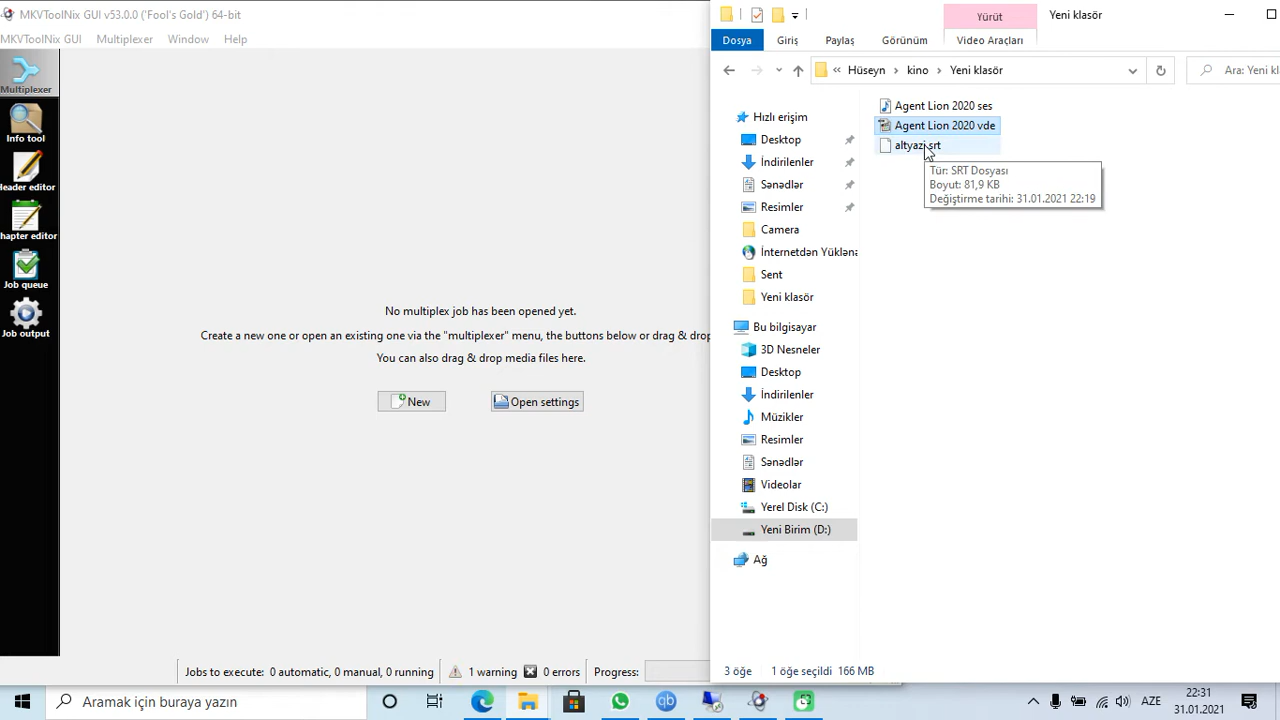 MKVToolNix GUI v53.0.0 ('Fool's Gold') 64-bit
MKVToolNix GUI Multiplexer Window Help
Multiplexer
Info tool
Header editor
hapter editor
Job queue
Job output
No multiplex job has been opened yet.
Create a new one or open an existing one via the "multiplexer" menu, the buttons below or drag & drop
You can also drag & drop media files here.
New
Open settings
Jobs to execute: 0 automatic, 0 manual, 0 running
1 warning
0 errors
Progress:
Yürüt
Yeni klasör
Dosya
Giriş
Paylaş
Görünüm
Video Araçları
« Hüseyn › kino › Yeni klasör
Ara: Yeni kl
Hızlı erişim
Desktop
İndirilenler
Sənədlər
Resimler
Camera
İnternetdən Yüklənə
Sent
Yeni klasör
Bu bilgisayar
3D Nesneler
Desktop
İndirilenler
Müzikler
Resimler
Sənədlər
Videolar
Yerel Disk (C:)
Yeni Birim (D:)
Ağ
Agent Lion 2020 ses
Agent Lion 2020 vde
altyazi.srt
Tür: SRT Dosyası
Boyut: 81,9 KB
Değiştirme tarihi: 31.01.2021 22:19
3 öğe
1 öğe seçildi 166 MB
Aramak için buraya yazın
AZE
22:31
31.01.2021